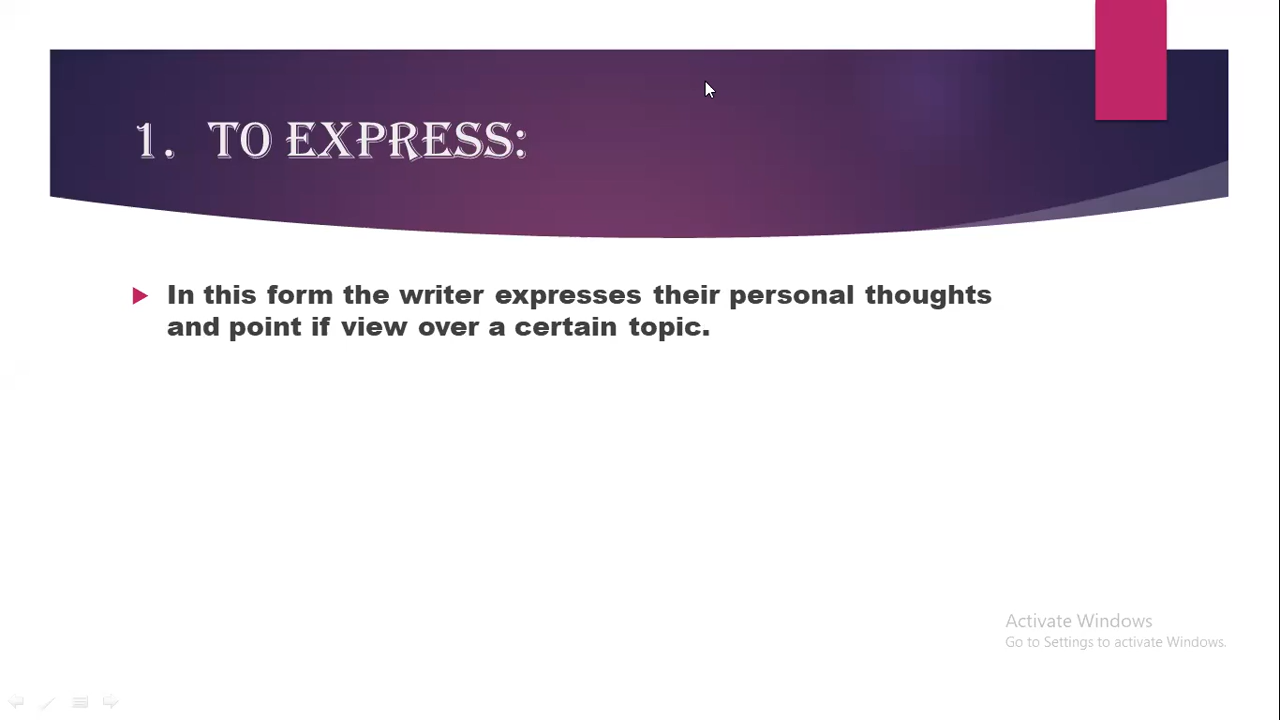 1. TO EXPRESS:
In this form the writer expresses their personal thoughts
and point if view over a certain topic.
Activate Windows
Go to Settings to activate Windows.